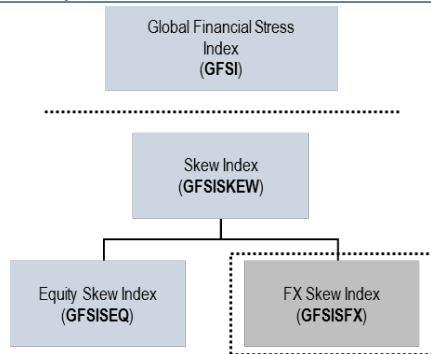 Global Financial Stress
Index
(GFSI)
Skew Index
(GFSISKEW)
Equity Skew Index
(GFSISEQ)
FX Skew Index
(GFSISFX)